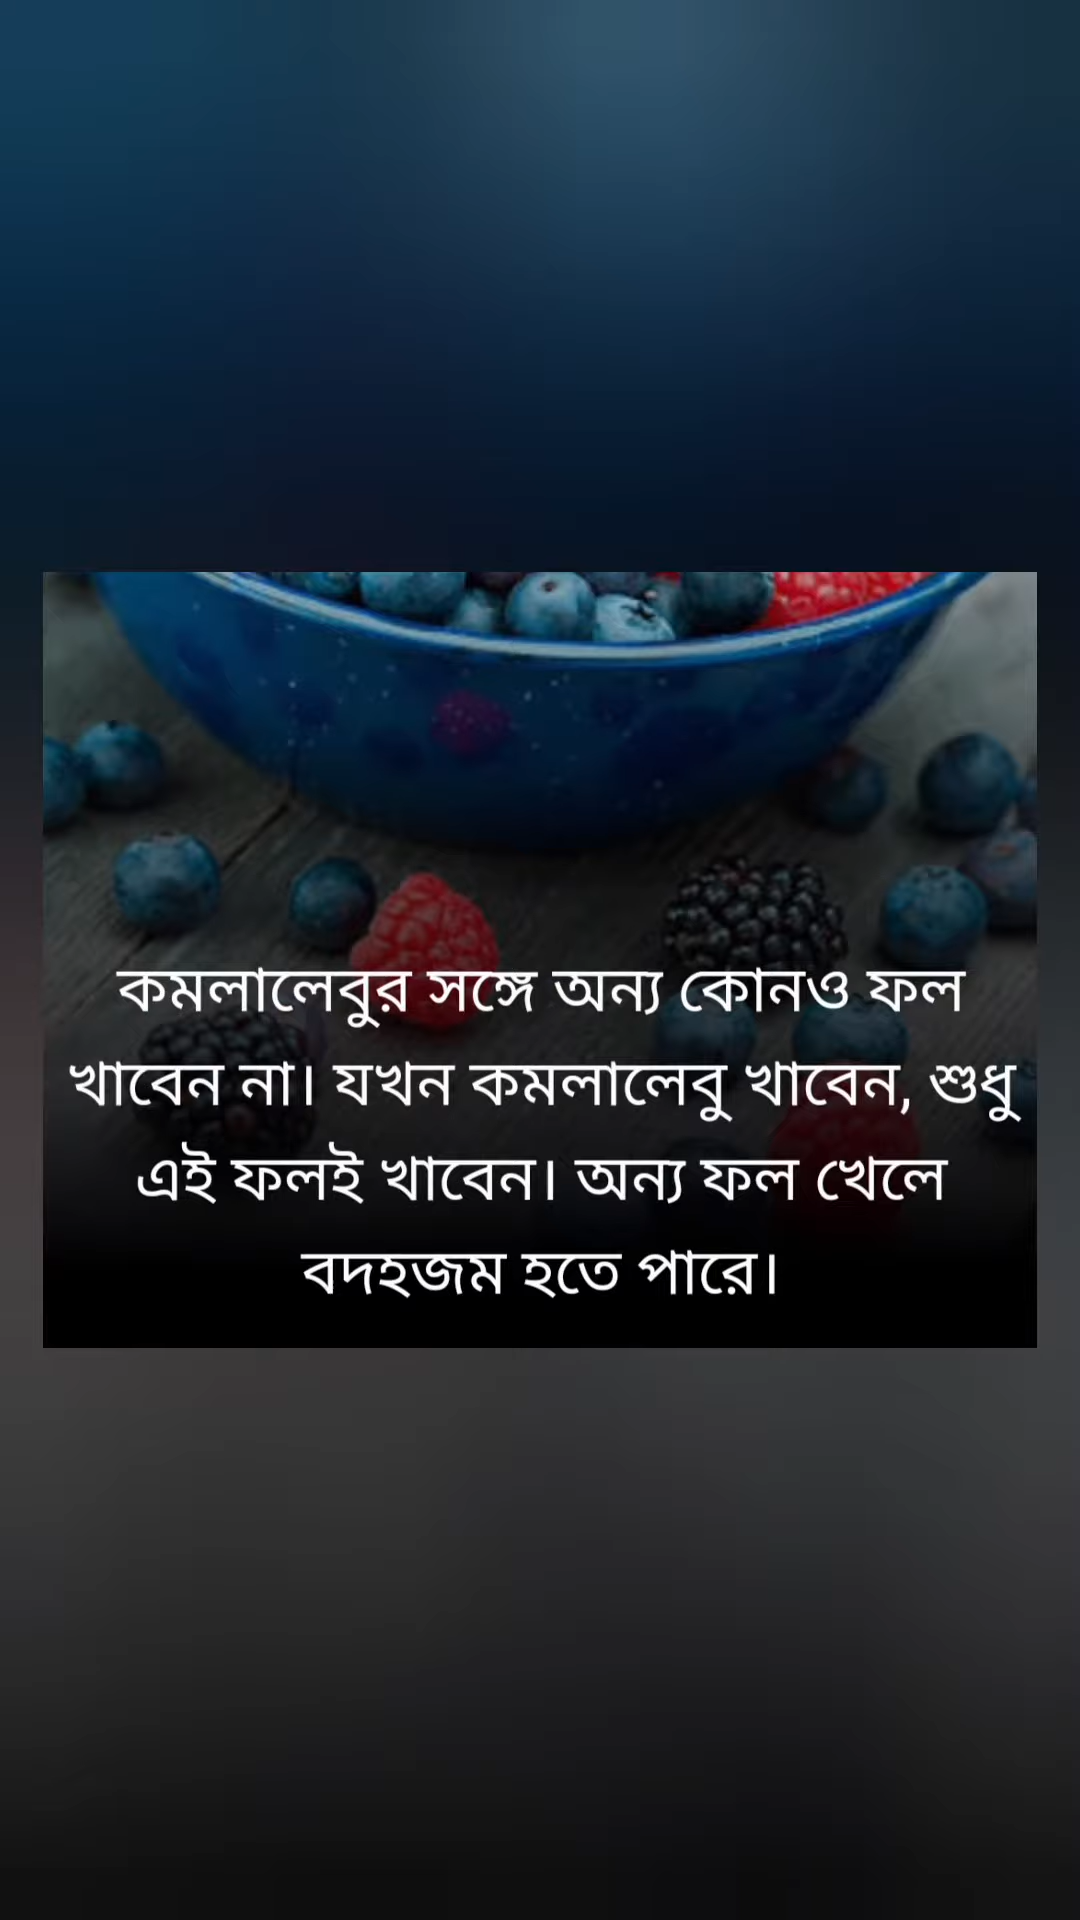 কমলালেবুর সঙ্গে অন্য কোনও ফল
খাবেন না। যখন কমলালেবু খাবেন, শুধু
এই ফলই খাবেন। অন্য ফল খেলে
বদহজম হতে পারে।